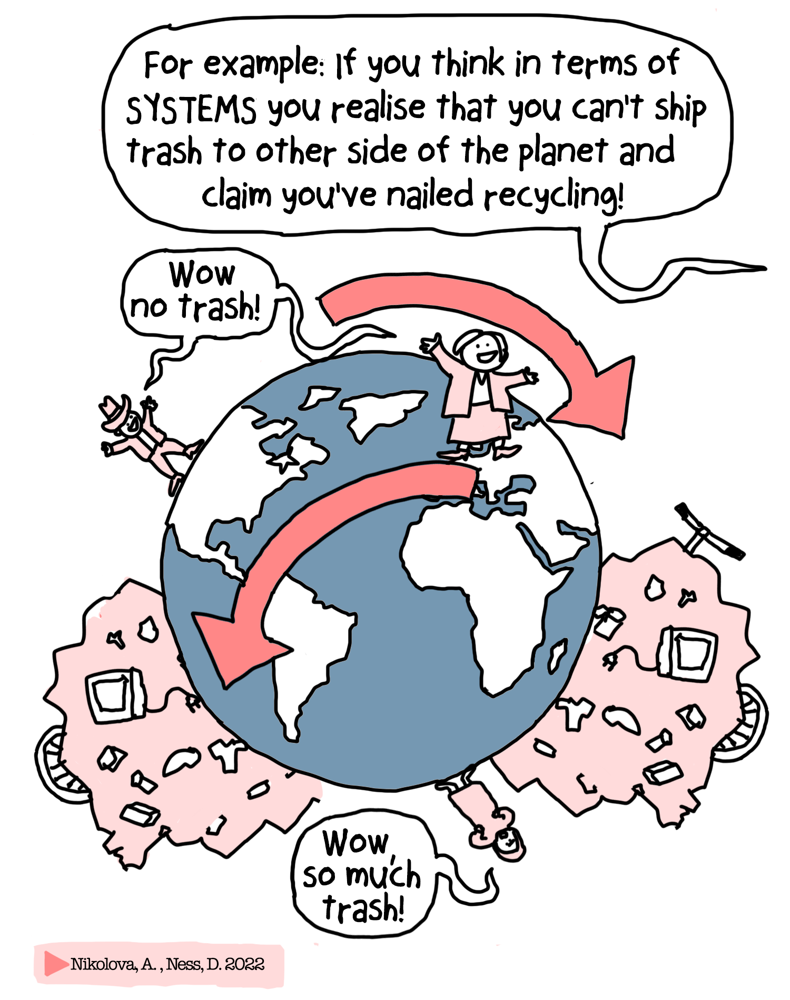 For example: If you think in terms of
SYSTEMS you realise that you can't ship
trash to other side of the planet and
claim you've nailed recycling!
Wow
no trash!
Wow,
so much
trash!
Nikolova, A. , Ness, D. 2022